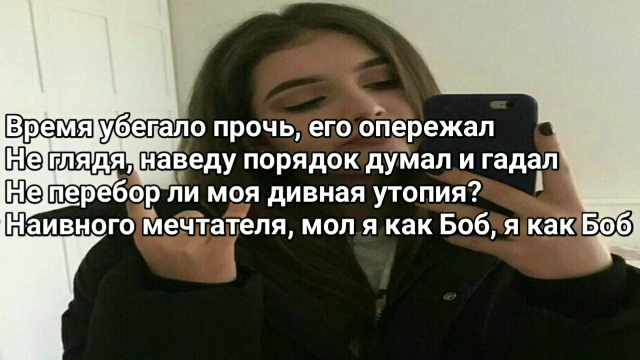 Время убегало прочь, его опережал
Не глядя, наведу порядок думал и гадал
Не перебор ли моя дивная утопия?
Наивного мечтателя, мол я как Боб, я как Боб